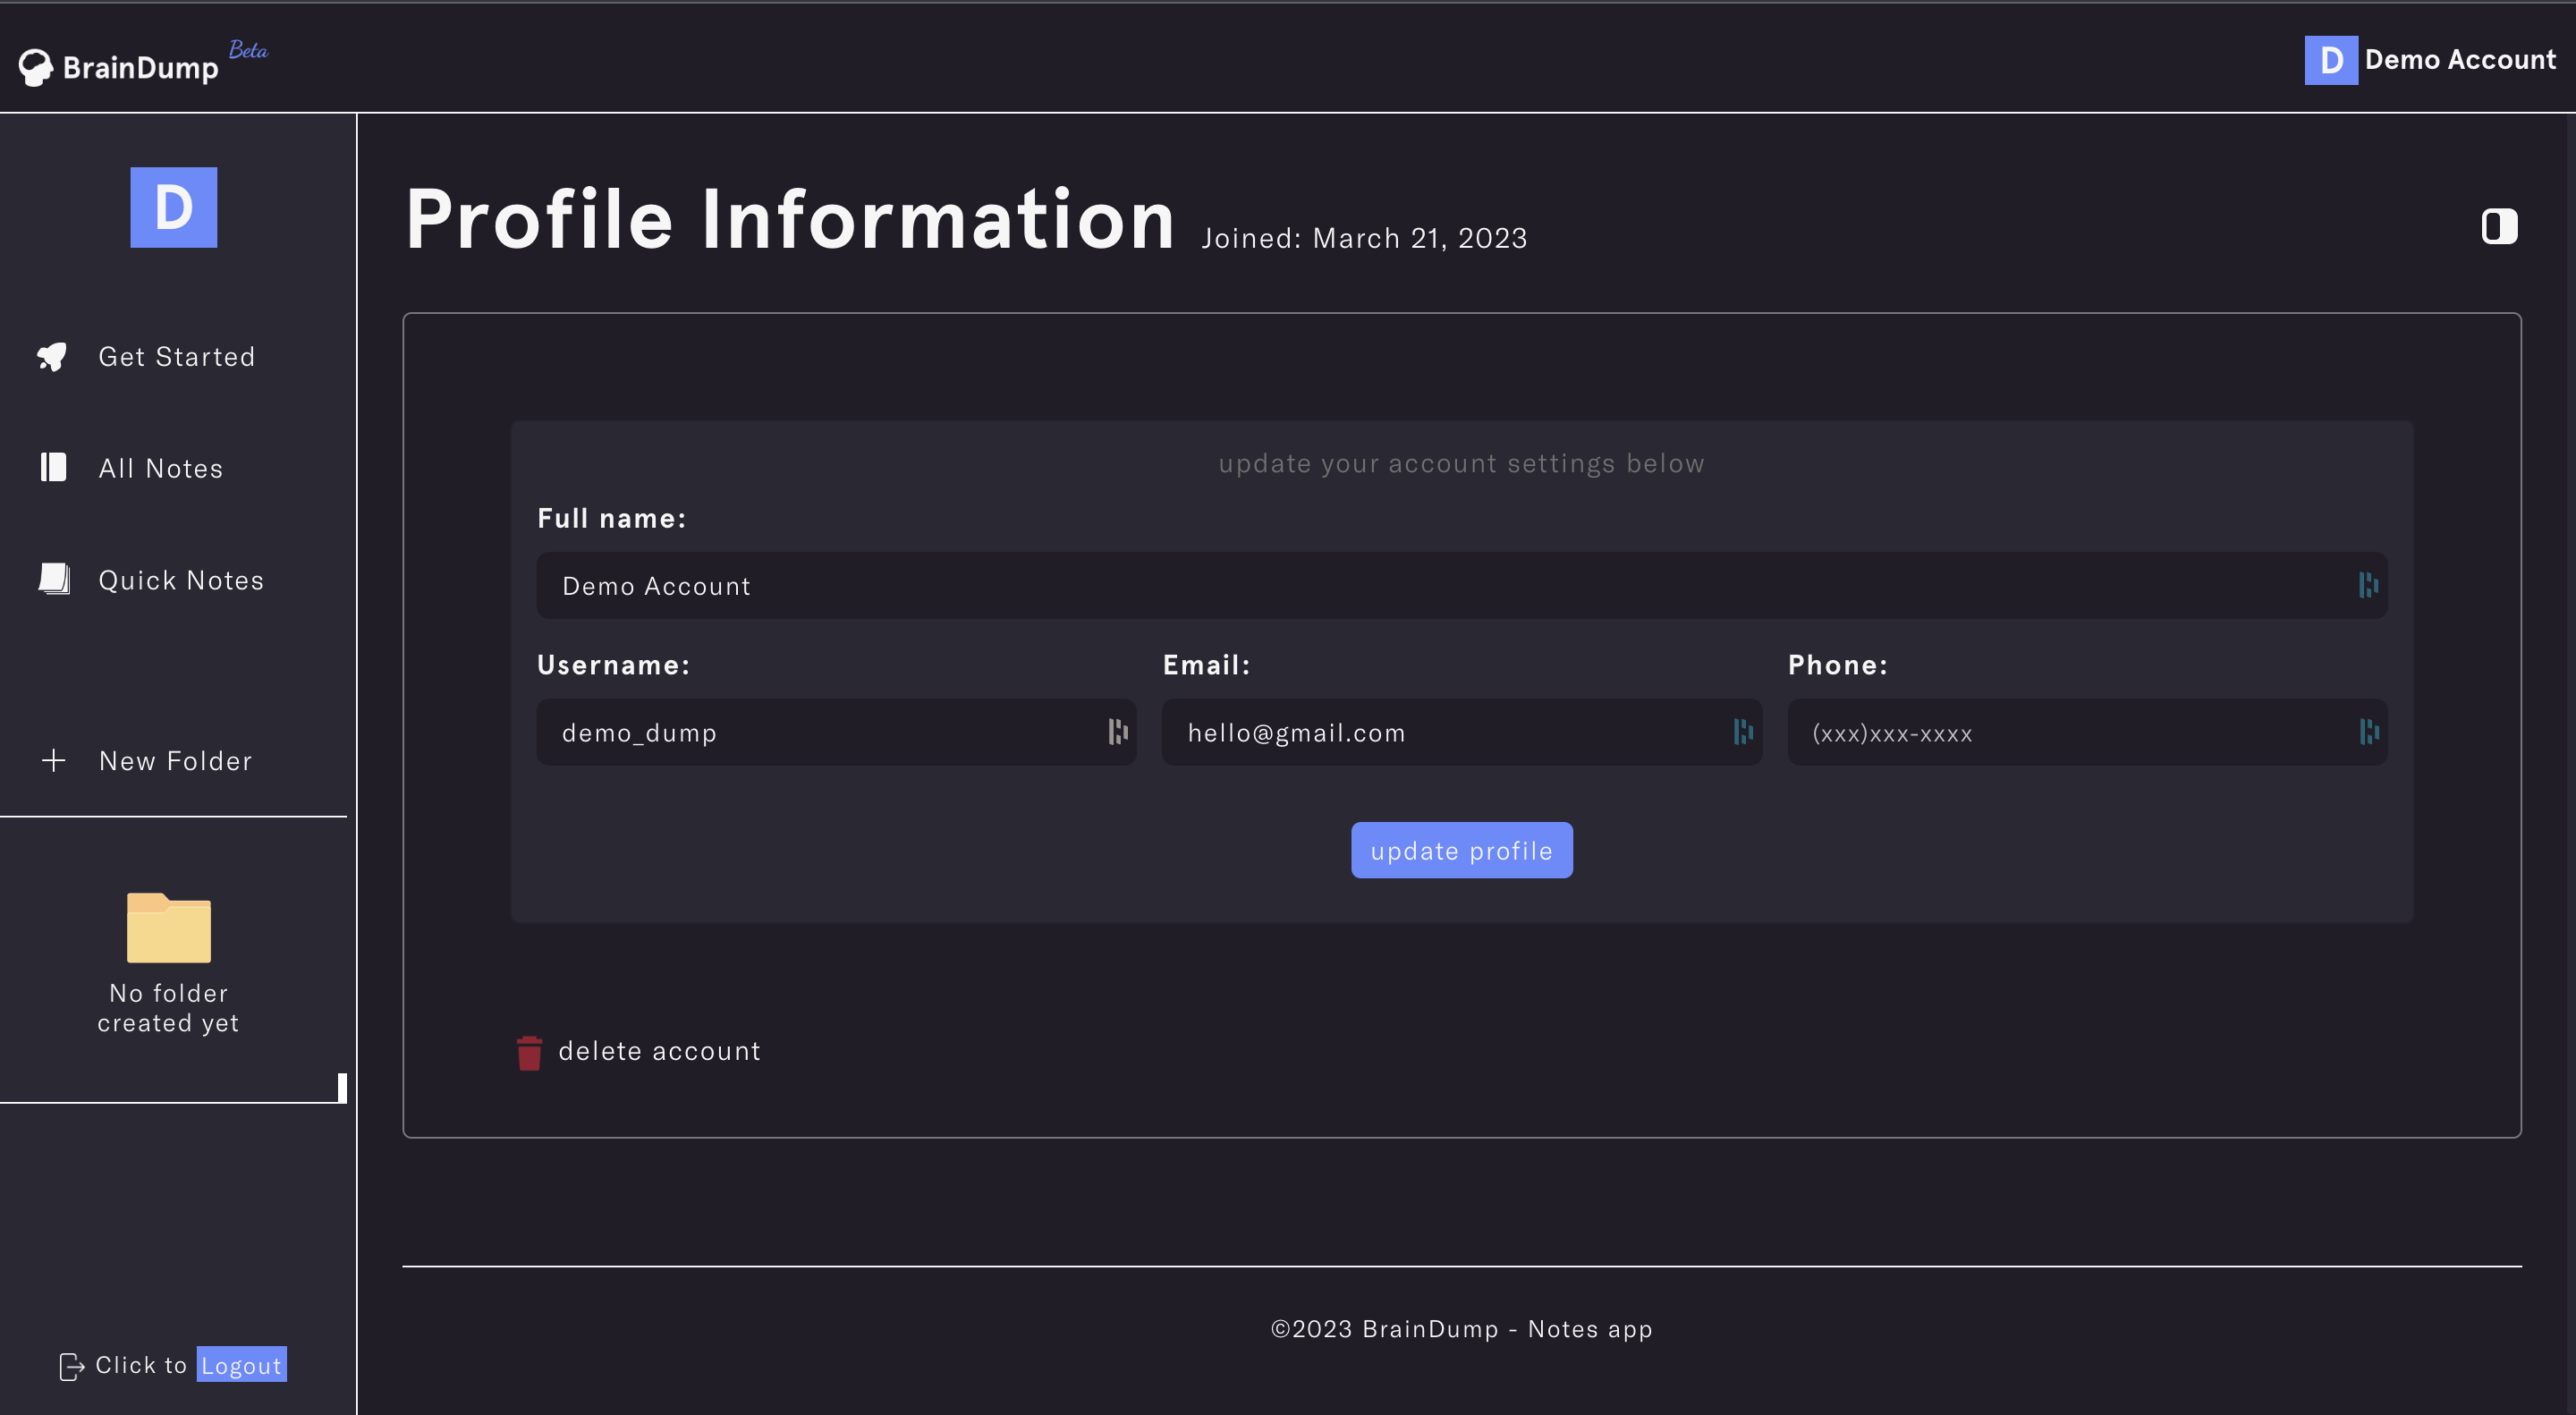 BrainDump Beta
D Demo Account
D
Get Started
All Notes
Quick Notes
New Folder
No folder
created yet
Click to Logout
Profile Information Joined: March 21, 2023
update your account settings below
Full name:
Demo Account
Username: Email: Phone:
demo_dump hello@gmail.com (xxx)xxx-xxxx
update profile
delete account
©2023 BrainDump - Notes app